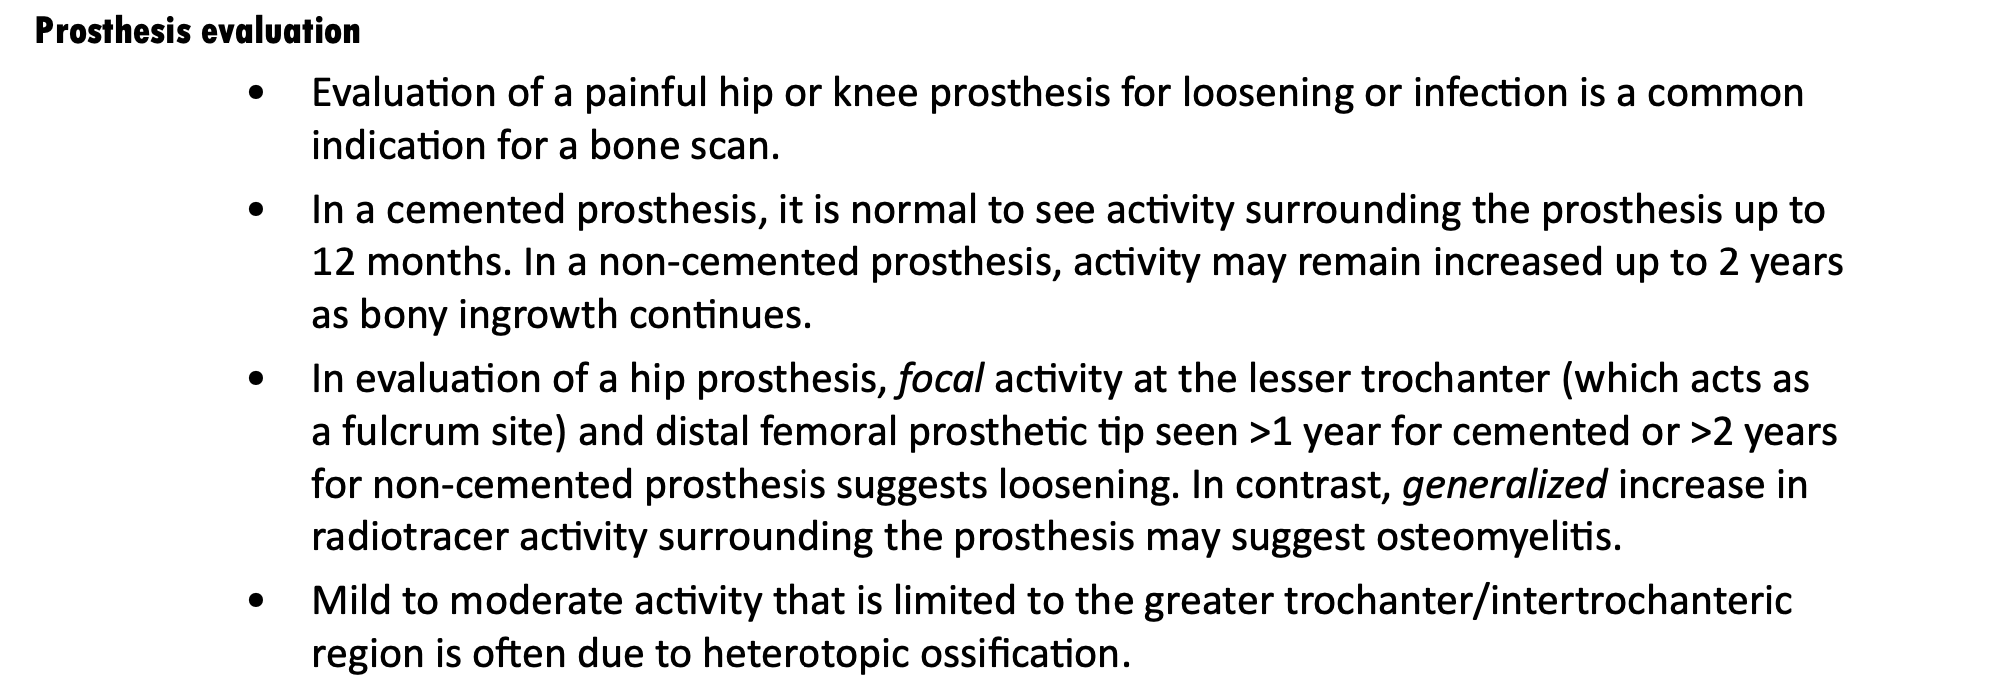 Prosthesis evaluation
• Evaluation of a painful hip or knee prosthesis for loosening or infection is a common
indication for a bone scan.
• In a cemented prosthesis, it is normal to see activity surrounding the prosthesis up to
12 months. In a non-cemented prosthesis, activity may remain increased up to 2 years
as bony ingrowth continues.
• In evaluation of a hip prosthesis, focal activity at the lesser trochanter (which acts as
a fulcrum site) and distal femoral prosthetic tip seen >1 year for cemented or >2 years
for non-cemented prosthesis suggests loosening. In contrast, generalized increase in
radiotracer activity surrounding the prosthesis may suggest osteomyelitis.
• Mild to moderate activity that is limited to the greater trochanter/intertrochanteric
region is often due to heterotopic ossification.